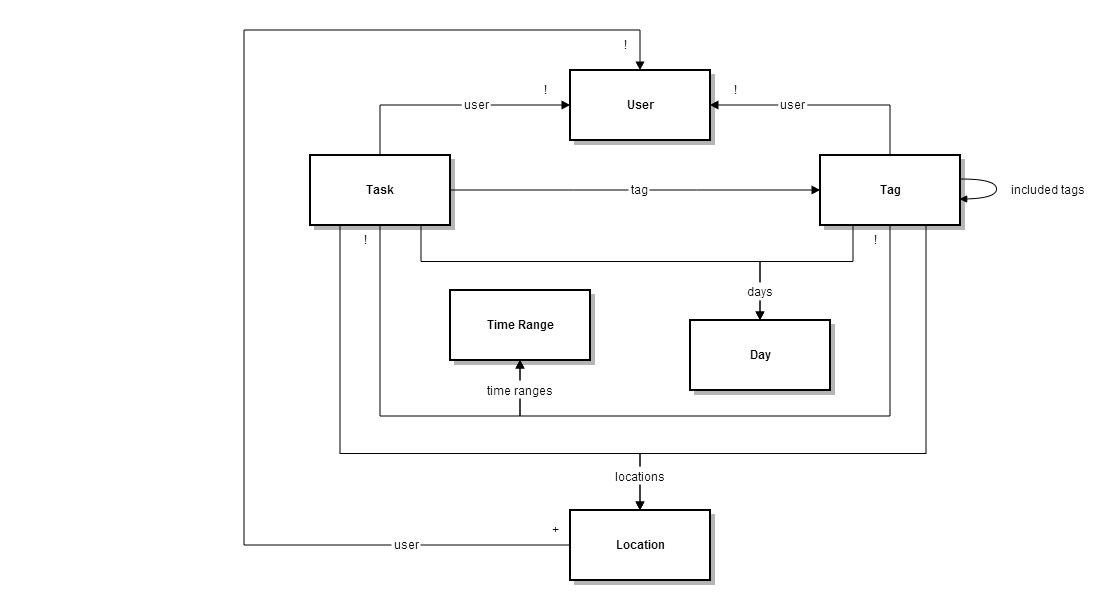 !
User
! user
! user
Task
tag
Tag
included tags
!
!
days
Time Range
Day
time ranges
locations
+
user
Location